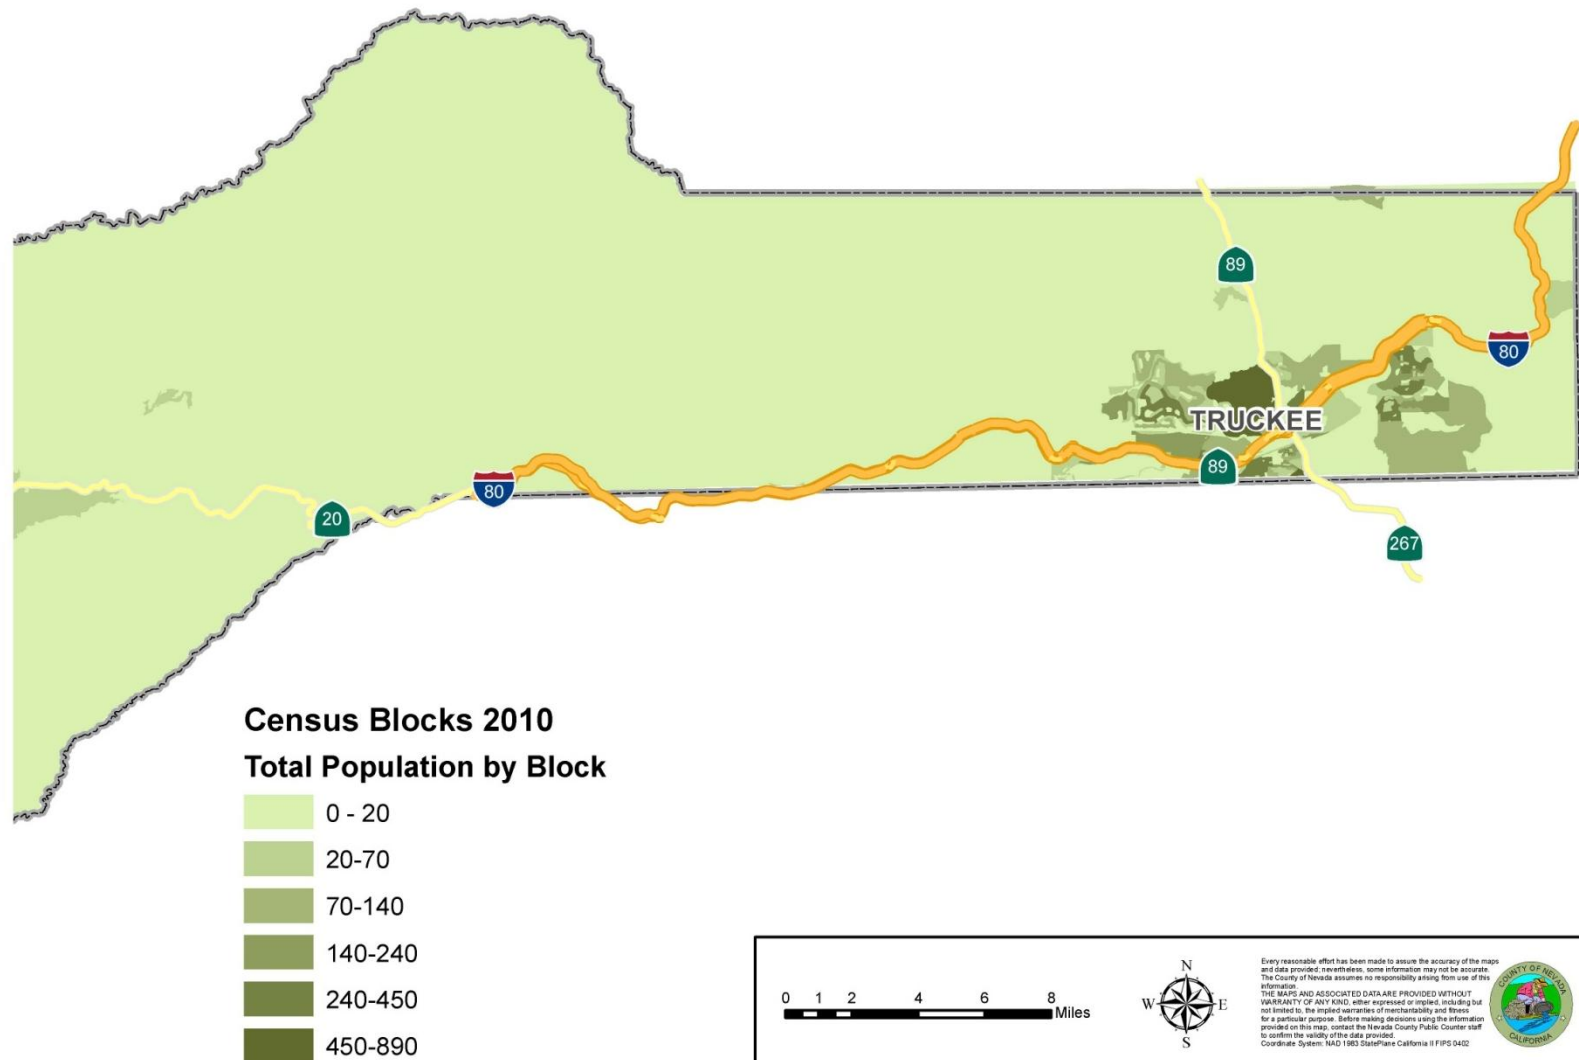 89
80
TRUCKEE
89
80
20
267
Census Blocks 2010
Total Population by Block
0 - 20
20-70
70-140
140-240
240-450
450-890
0 1 2 4 6 8
Miles
N
W E
S
Every reasonable effort has been made to assure the accuracy of the maps
and data provided; nevertheless, some information may not be accurate.
The County of Nevada assumes no responsibility arising from use of this
information.
THE MAPS AND ASSOCIATED DATA ARE PROVIDED WITHOUT
WARRANTY OF ANY KIND, either expressed or implied, including but
not limited to, the implied warranties of merchantability and fitness
for a particular purpose. Before making decisions using the information
provided on this map, contact the Nevada County Public Counter staff
to confirm the validity of the data provided.
Coordinate System: NAD 1983 StatePlane California II FIPS 0402
COUNTY OF NEVADA
CALIFORNIA